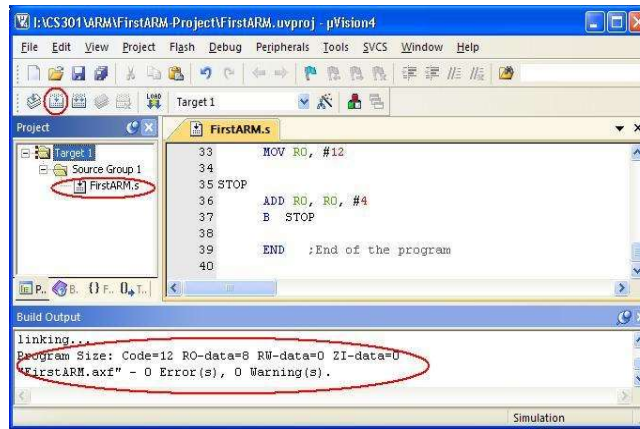 I:\CS301\ARM\FirstARM-Project\FirstARM.uvproj - µVision4
File Edit View Project Flash Debug Peripherals Tools SVCS Window Help
LOAD Target 1
Project
FirstARM.s
Target 1
Source Group 1
FirstARM.s
33 MOV R0, #12
34
35 STOP
36 ADD R0, R0, #4
37 B STOP
38
39 END ;End of the program
40
P.. B. {} F.. 0 T..
Build Output
linking...
Program Size: Code=12 RO-data=8 RW-data=0 ZI-data=0
"FirstARM.axf" - 0 Error(s), 0 Warning(s).
Simulation